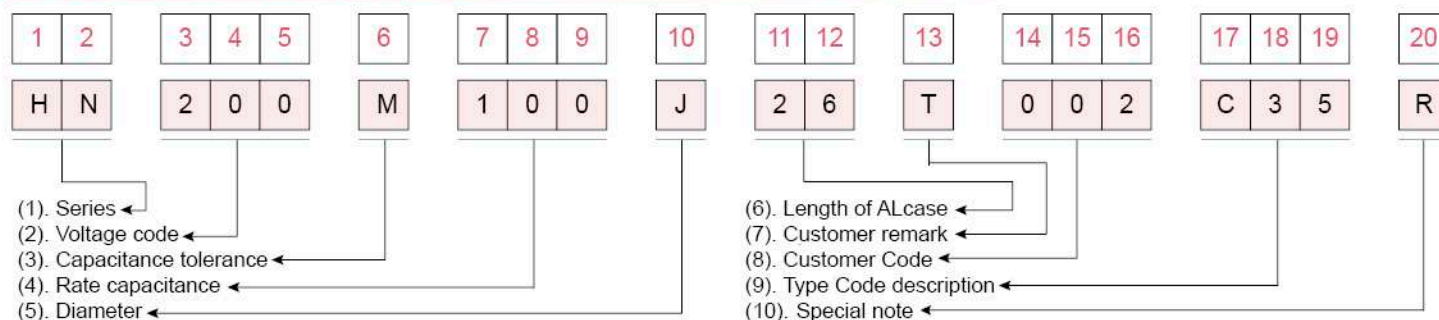 1 2 3 4 5 6 7 8 9 10 11 12 13 14 15 16 17 18 19 20
H N 2 0 0 M 1 0 0 J 2 6 T 0 0 2 C 3 5 R
(1). Series
(2). Voltage code
(3). Capacitance tolerance
(4). Rate capacitance
(5). Diameter
(6). Length of ALcase
(7). Customer remark
(8). Customer Code
(9). Type Code description
(10). Special note